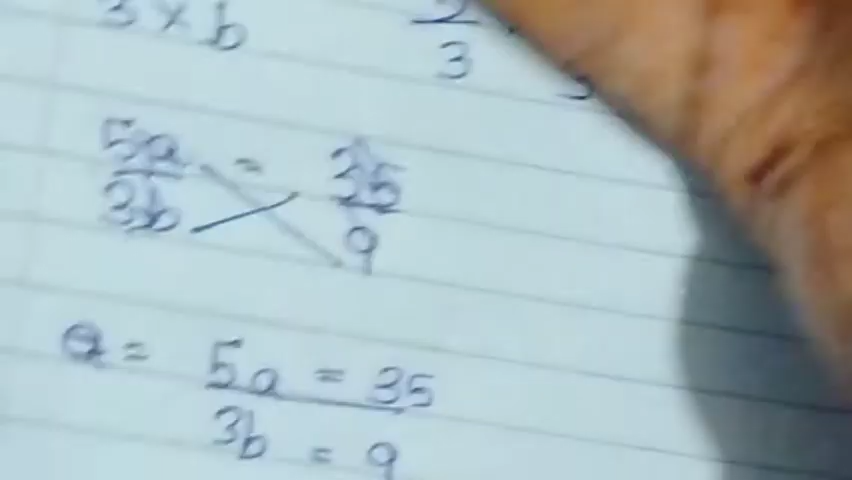 3 × b 2/3
5a/3b = 35/9
a = 5a = 35
3b = 9